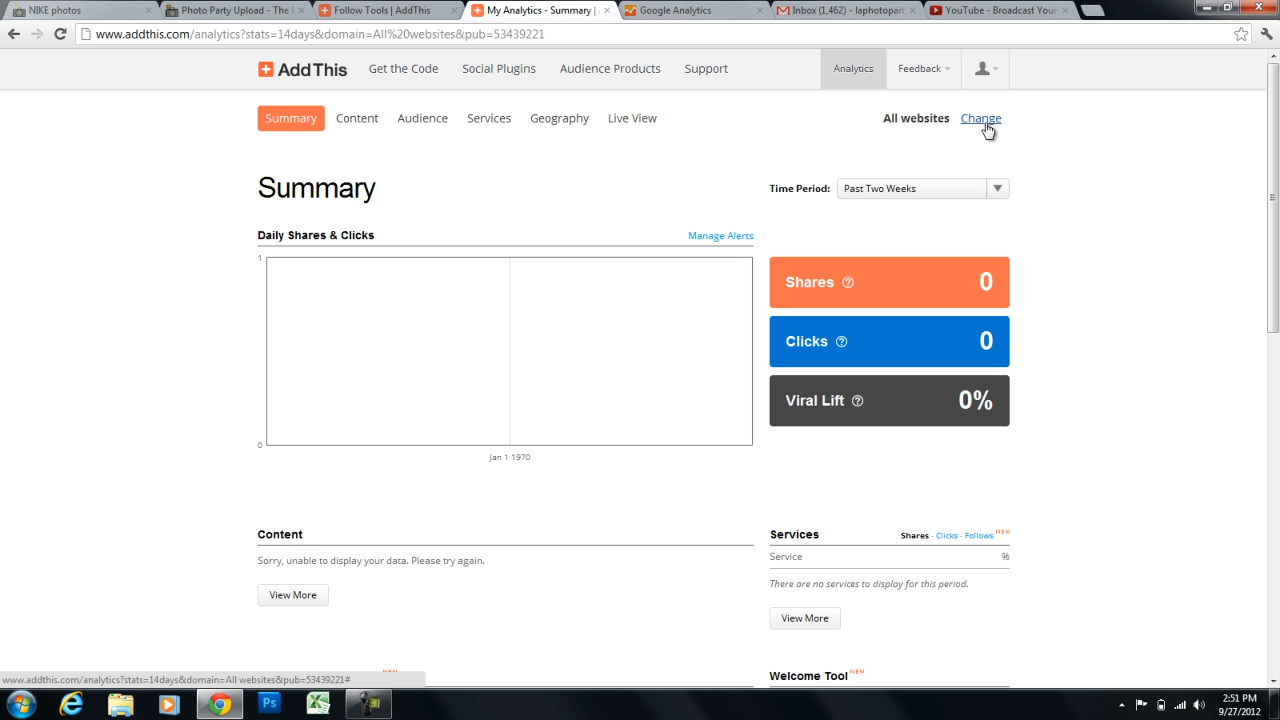 NIKE photos
Photo Party Upload - The
Follow Tools | AddThis
My Analytics - Summary |
Google Analytics
Inbox (1,462) - laphotopart
YouTube - Broadcast Your
www.addthis.com/analytics?stats=14days&domain=All%20websites&pub=53439221
AddThis
Get the Code
Social Plugins
Audience Products
Support
Analytics
Feedback
Summary
Content
Audience
Services
Geography
Live View
All websites
Change
Summary
Time Period:
Past Two Weeks
Daily Shares & Clicks
Manage Alerts
1
0
Jan 1 1970
Shares ? 0
Clicks ? 0
Viral Lift ? 0%
Content
Sorry, unable to display your data. Please try again.
View More
Services
Shares - Clicks - Follows NEW
Service %
There are no services to display for this period.
View More
NEW
Welcome Tool NEW
www.addthis.com/analytics?stats=14days&domain=All websites&pub=53439221#
Ps
2:51 PM
9/27/2012